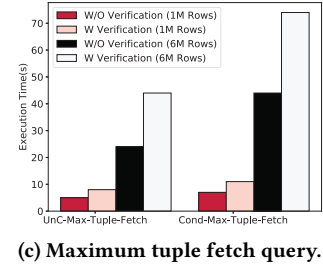 W/O Verification (1M Rows)
W Verification (1M Rows)
W/O Verification (6M Rows)
W Verification (6M Rows)
Execution Time(s)
70
60
50
40
30
20
10
0
UnC-Max-Tuple-Fetch Cond-Max-Tuple-Fetch
(c) Maximum tuple fetch query.